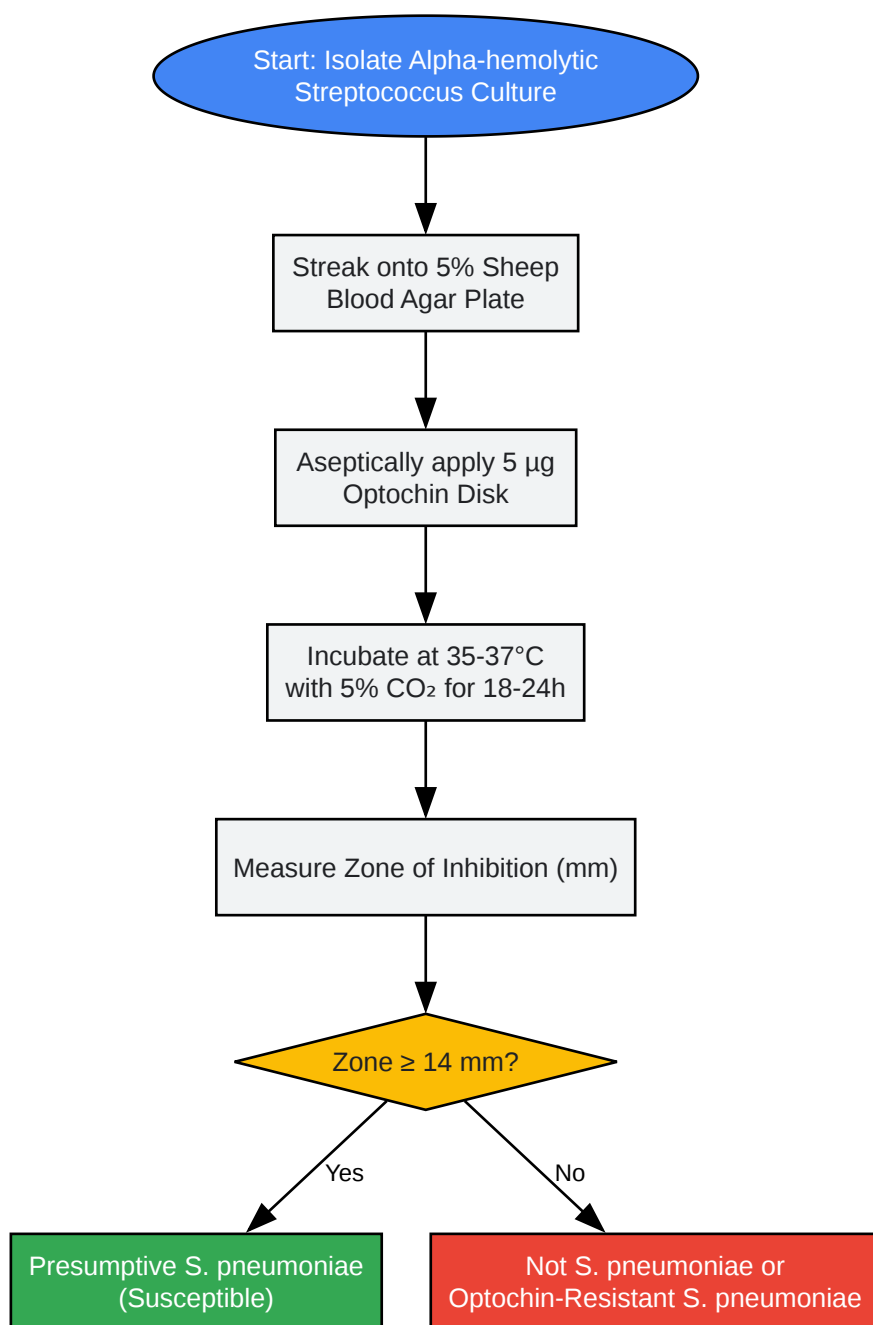 Start: Isolate Alpha-hemolytic
Streptococcus Culture
Streak onto 5% Sheep
Blood Agar Plate
Aseptically apply 5 µg
Optochin Disk
Incubate at 35-37°C
with 5% CO₂ for 18-24h
Measure Zone of Inhibition (mm)
Zone ≥ 14 mm?
Yes
No
Presumptive S. pneumoniae
(Susceptible)
Not S. pneumoniae or
Optochin-Resistant S. pneumoniae